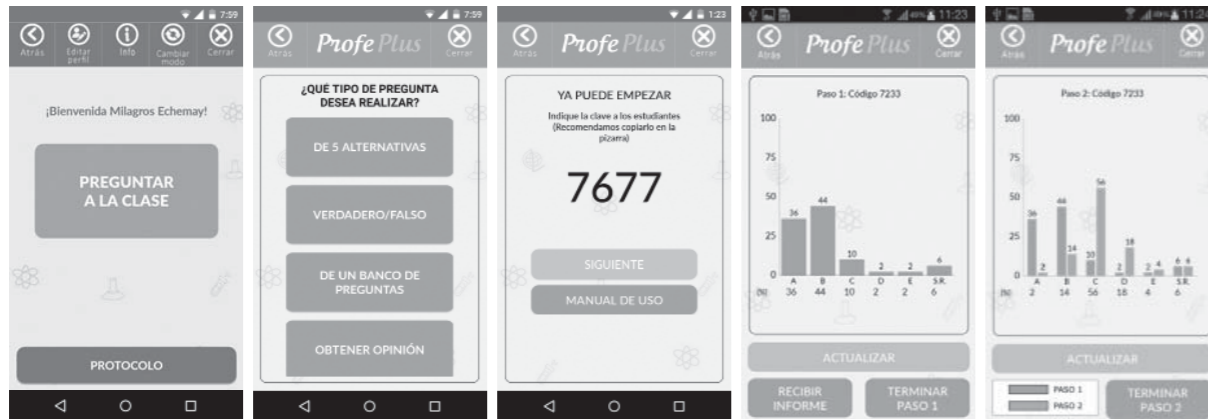 7:59
Atrás
Editar
perfil
Info
Cambiar
modo
Cerrar
¡Bienvenida Milagros Echemay!
PREGUNTAR
A LA CLASE
PROTOCOLO
7:59
Atrás
Profe Plus
Cerrar
¿QUÉ TIPO DE PREGUNTA
DESEA REALIZAR?
DE 5 ALTERNATIVAS
VERDADERO/FALSO
DE UN BANCO DE
PREGUNTAS
OBTENER OPINIÓN
1:23
Atrás
Profe Plus
Cerrar
YA PUEDE EMPEZAR
Indique la clave a los estudiantes
(Recomendamos copiarlo en la
pizarra)
7677
SIGUIENTE
MANUAL DE USO
49% 11:23
Atrás
Profe Plus
Cerrar
Paso 1: Código 7233
100
75
50
25
0
36 44 10 2 2 6
A B C D E S.R.
(%) 36 44 10 2 2 6
ACTUALIZAR
RECIBIR
INFORME
TERMINAR
PASO 1
49% 11:24
Atrás
Profe Plus
Cerrar
Paso 2: Código 7233
100
75
50
25
0
36 2 44 14 10 56 2 18 2 4 6 6
A B C D E S.R.
(%) 2 14 56 18 4 6
ACTUALIZAR
PASO 1
PASO 2
TERMINAR
PASO 2